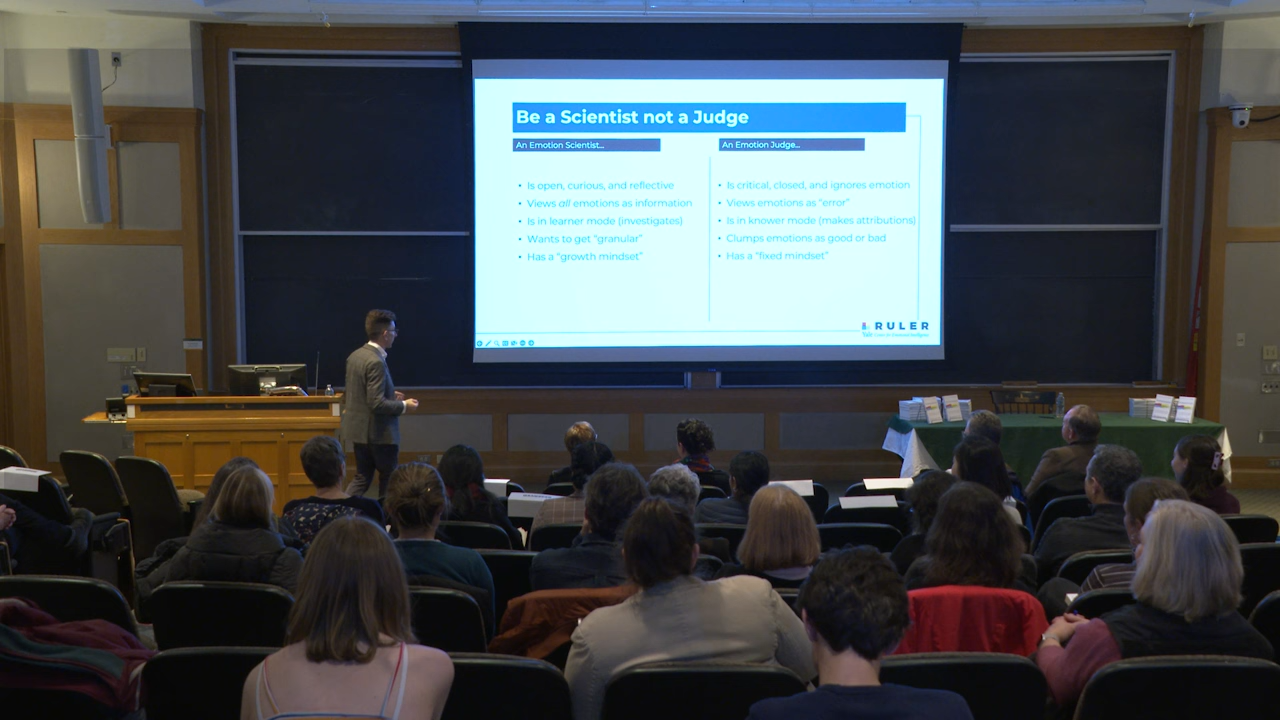 Be a Scientist not a Judge
An Emotion Scientist...
• Is open, curious, and reflective
• Views all emotions as information
• Is in learner mode (investigates)
• Wants to get “granular”
• Has a “growth mindset”
An Emotion Judge...
• Is critical, closed, and ignores emotion
• Views emotions as “error”
• Is in knower mode (makes attributions)
• Clumps emotions as good or bad
• Has a “fixed mindset”
RULER